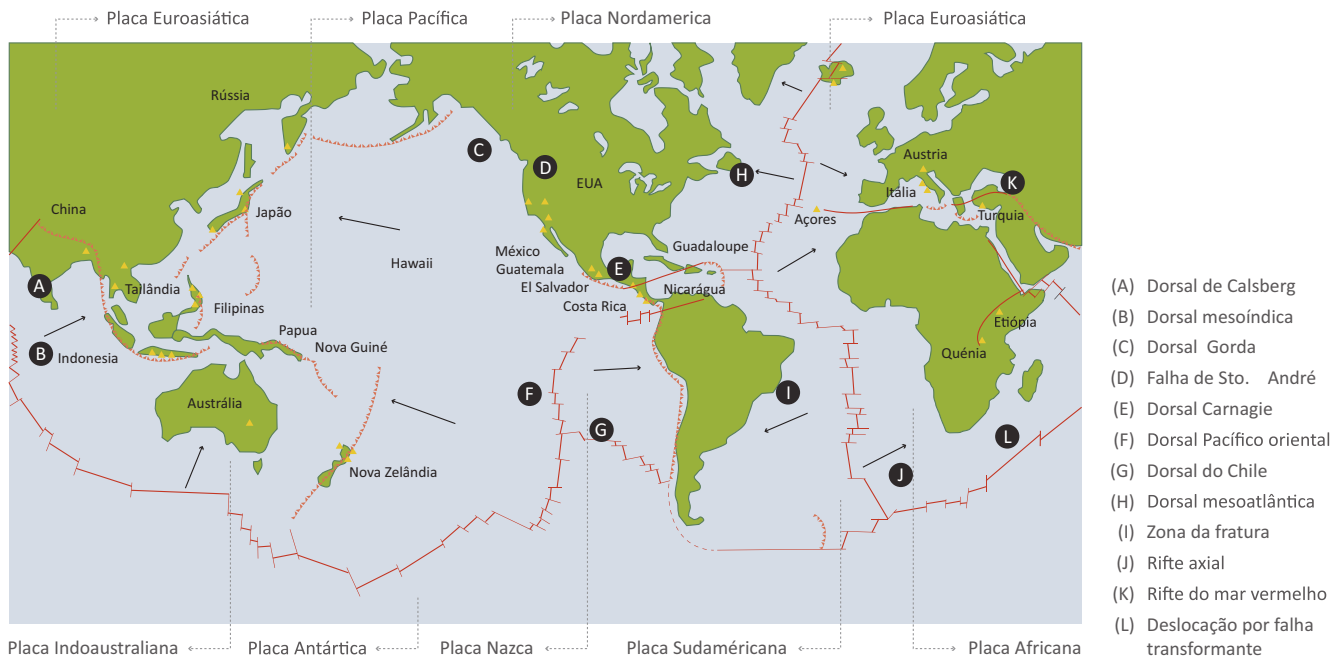 Placa Euroasiática
Placa Pacífica
Placa Nordamerica
Placa Euroasiática
Rússia
C
D
EUA
H
Austria
Itália
K
Turquia
China
Japão
Açores
A
Tailândia
Filipinas
Hawaii
México
Guatemala
El Salvador
Costa Rica
E
Guadaloupe
Nicarágua
Etiópia
Quénia
B
Indonesia
Papua
Nova Guiné
Austrália
F
G
I
L
J
Nova Zelândia
Placa Indoaustraliana
Placa Antártica
Placa Nazca
Placa Sudaméricana
Placa Africana
(A) Dorsal de Calsberg
(B) Dorsal mesoíndica
(C) Dorsal Gorda
(D) Falha de Sto. André
(E) Dorsal Carnagie
(F) Dorsal Pacífico oriental
(G) Dorsal do Chile
(H) Dorsal mesoatlântica
(I) Zona da fratura
(J) Rifte axial
(K) Rifte do mar vermelho
(L) Deslocação por falha
transformante